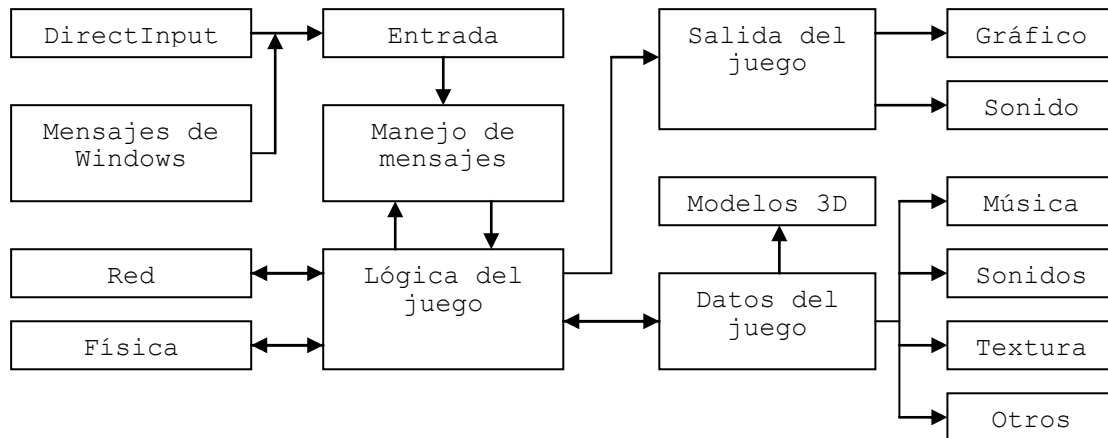 DirectInput
Entrada
Salida del
juego
Gráfico
Sonido
Mensajes de
Windows
Manejo de
mensajes
Modelos 3D
Música
Red
Lógica del
juego
Datos del
juego
Sonidos
Física
Textura
Otros